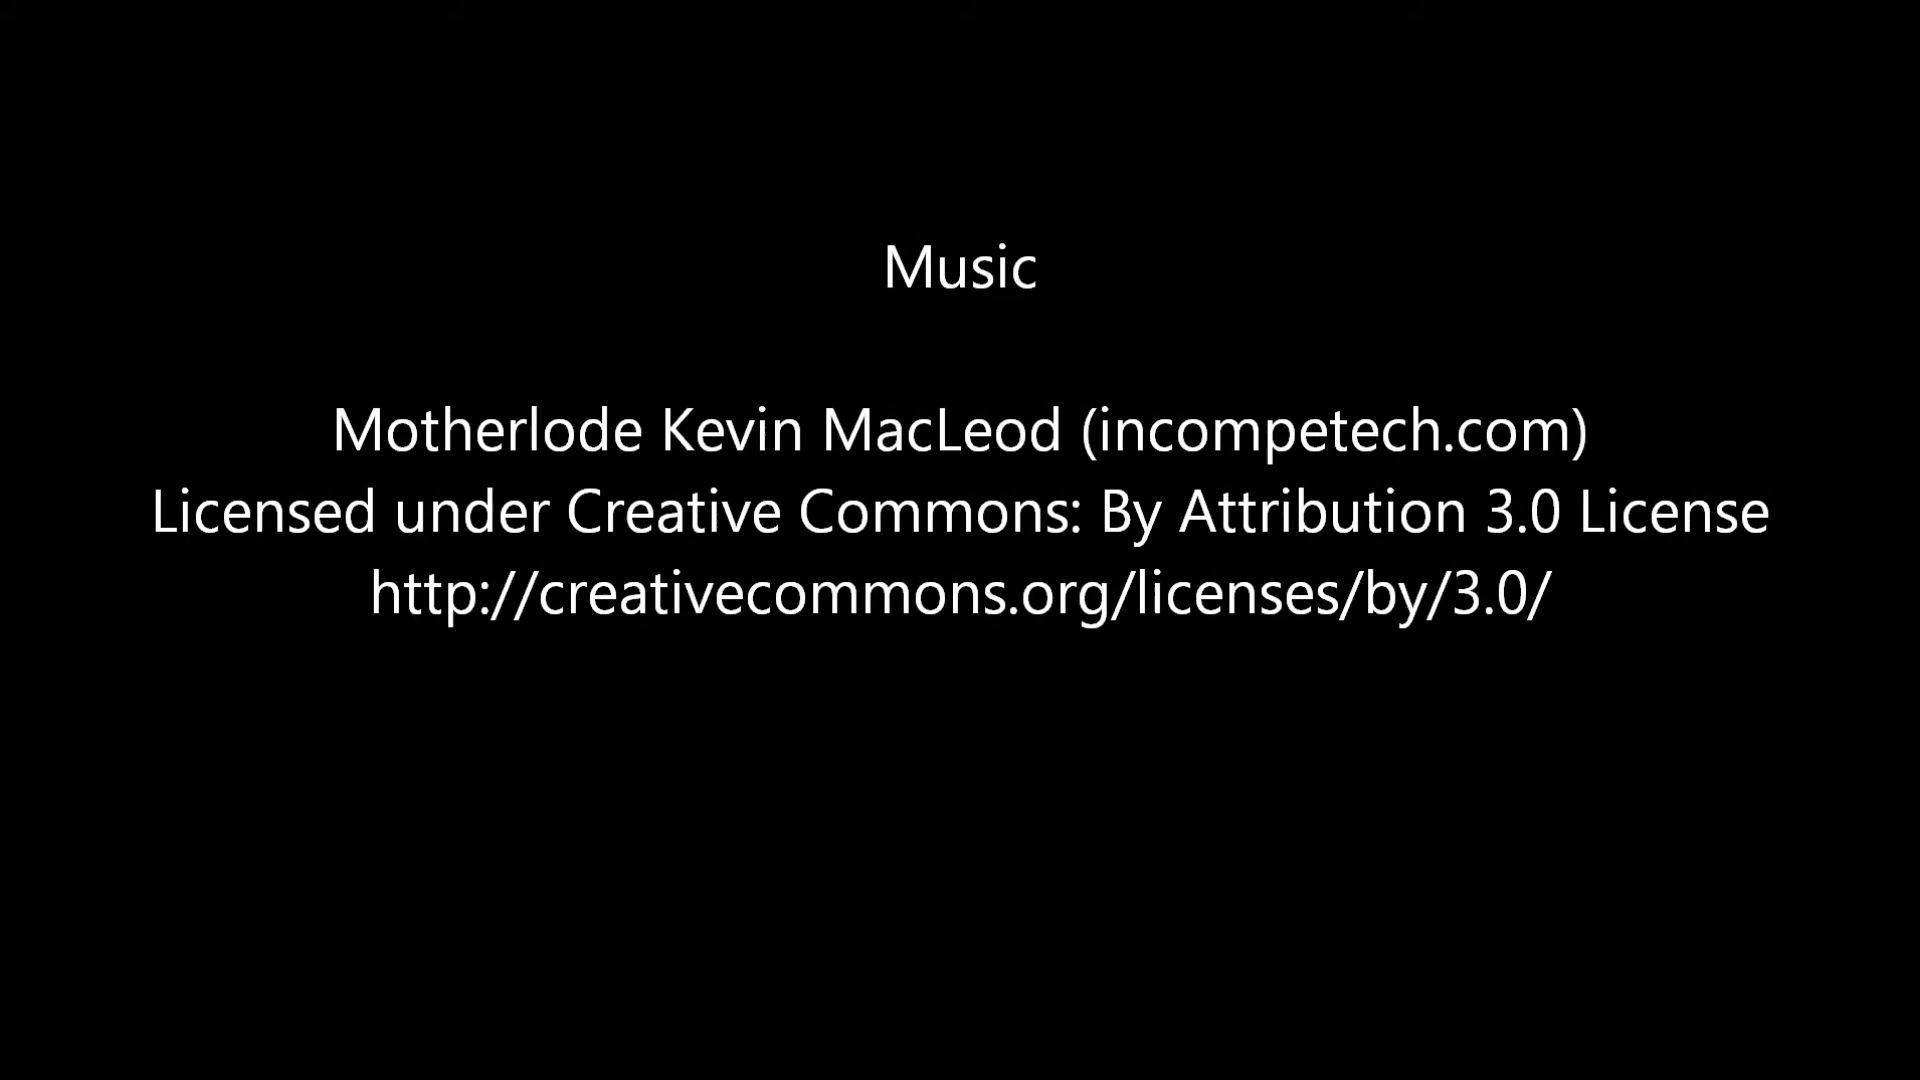 Music
Motherlode Kevin MacLeod (incompetech.com)
Licensed under Creative Commons: By Attribution 3.0 License
http://creativecommons.org/licenses/by/3.0/